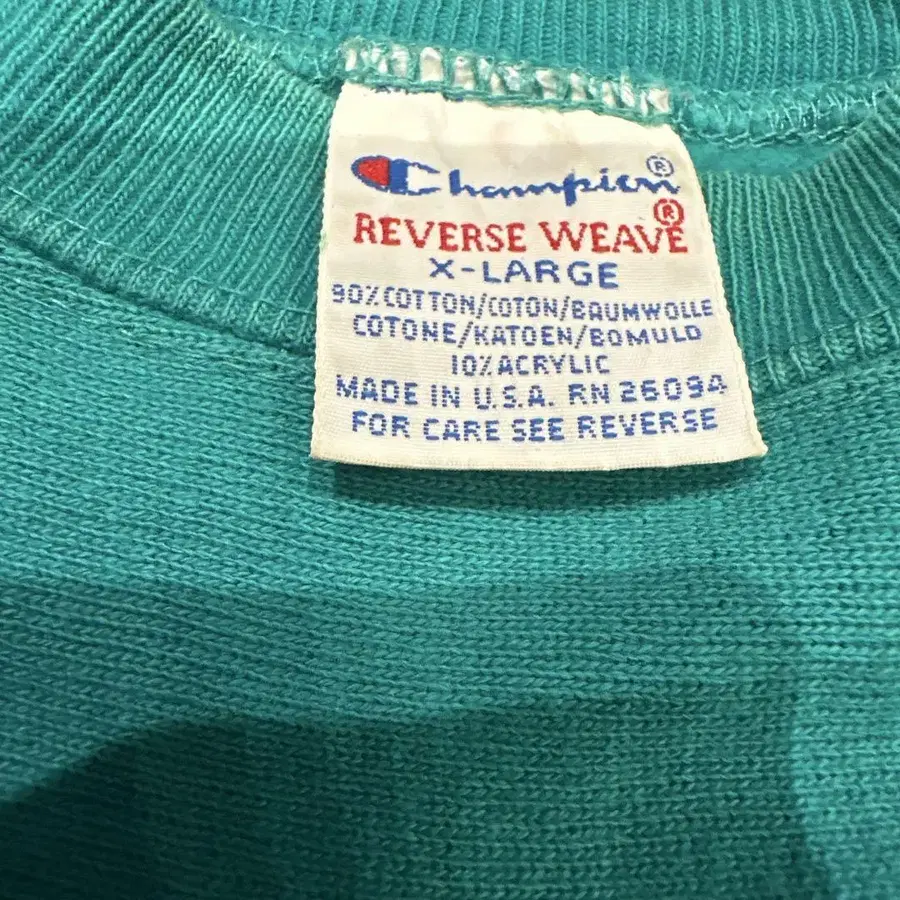 Champion®
REVERSE WEAVE®
X-LARGE
90% COTTON/COTON/BAUMWOLLE
COTONE/KATOEN/BOMULD
10% ACRYLIC
MADE IN U.S.A. RN 26094
FOR CARE SEE REVERSE